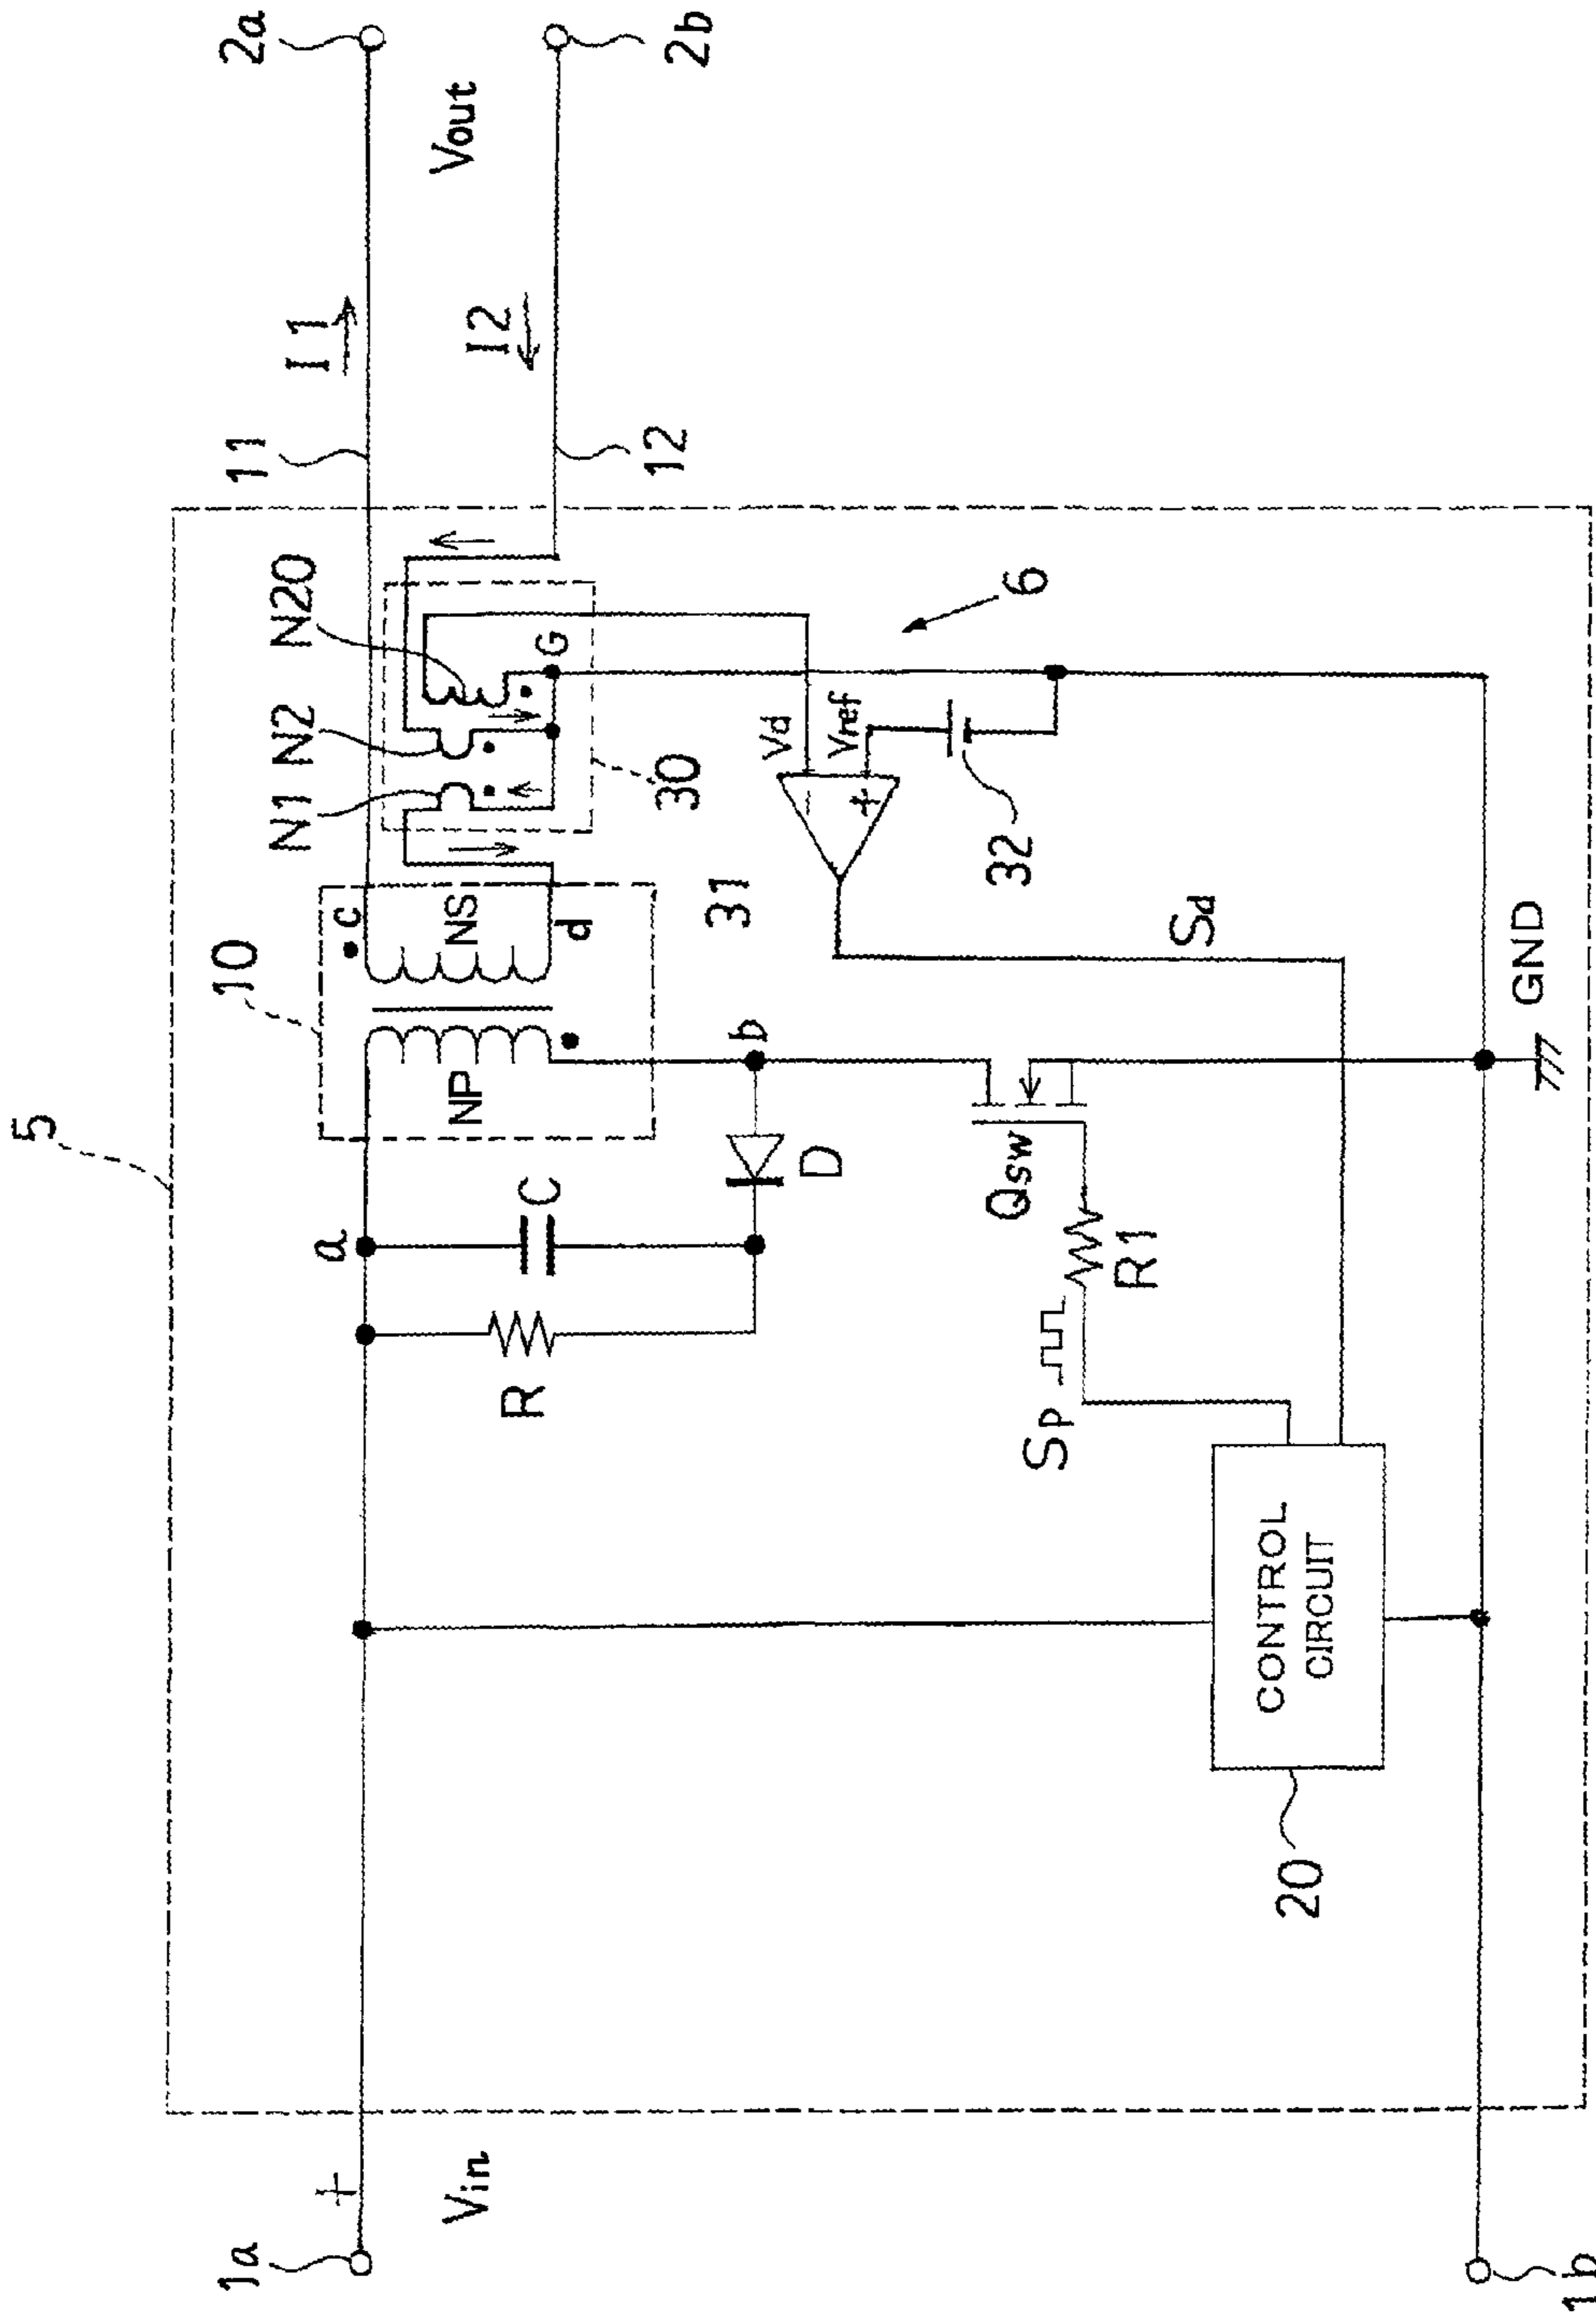 5
10
11
I1
2a
N1
N2
N20
c
NS
d
NP
G
12
I2
Vout
2b
30
1a
+
Vin
a
R
C
b
D
31
Vd
Vref
−
+
32
6
Qsw
R1
Sp
Sd
CONTROL
CIRCUIT
20
GND
1b